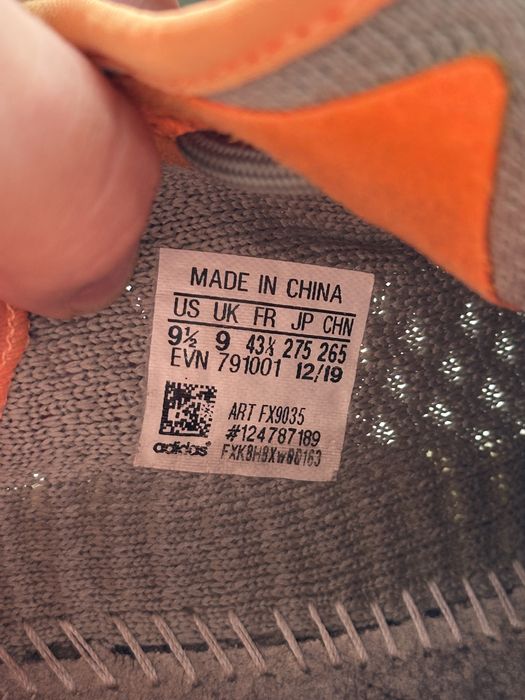 MADE IN CHINA
US UK FR JP CHN
9½ 9 43⅓ 275 265
EVN 791001 12/19
ART FX9035
#124787189
adidas®